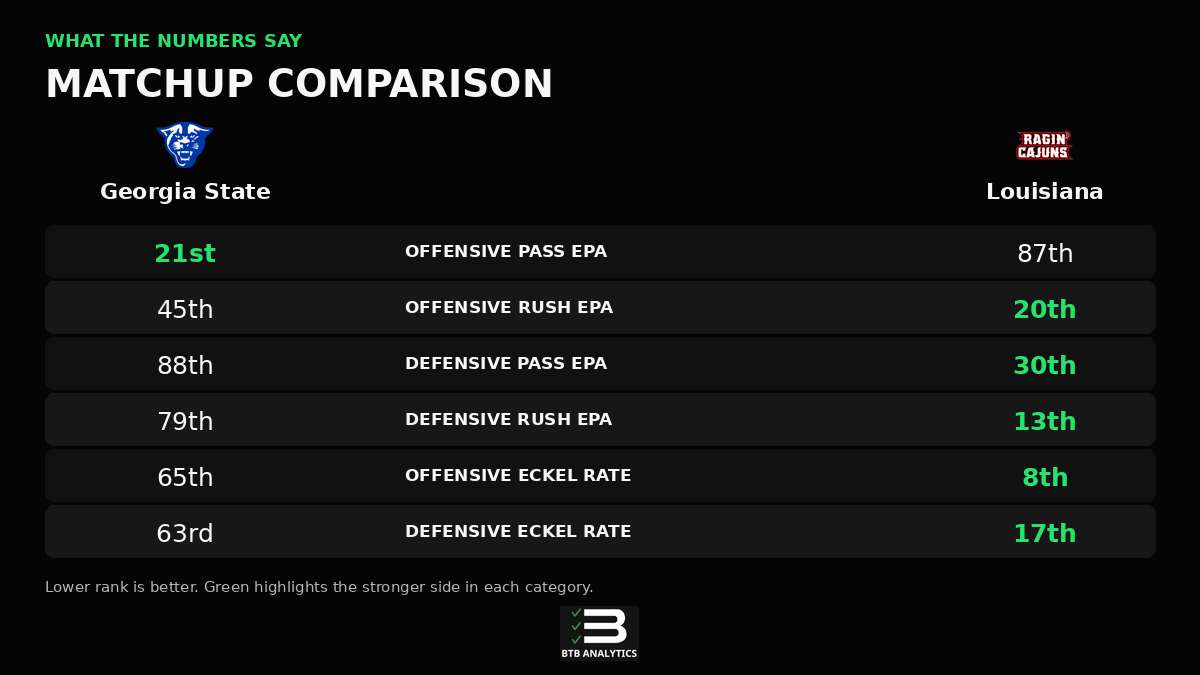 WHAT THE NUMBERS SAY
MATCHUP COMPARISON
RAGIN'
CAJUNS
Georgia State
Louisiana
21st OFFENSIVE PASS EPA 87th
45th OFFENSIVE RUSH EPA 20th
88th DEFENSIVE PASS EPA 30th
79th DEFENSIVE RUSH EPA 13th
65th OFFENSIVE ECKEL RATE 8th
63rd DEFENSIVE ECKEL RATE 17th
Lower rank is better. Green highlights the stronger side in each category.
B
BTB ANALYTICS